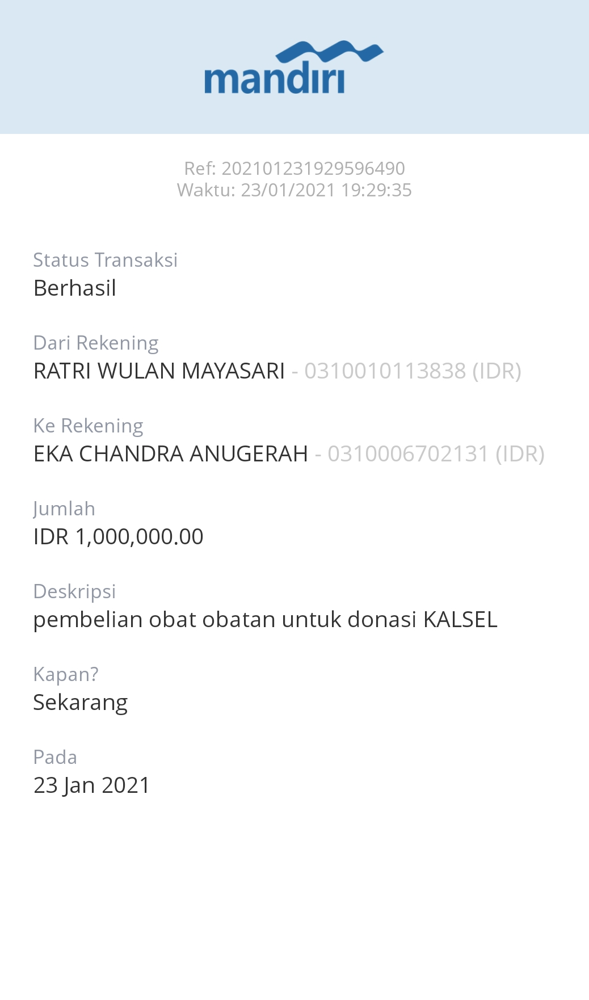 mandiri
Ref: 202101231929596490
Waktu: 23/01/2021 19:29:35
Status Transaksi
Berhasil
Dari Rekening
RATRI WULAN MAYASARI - 0310010113838 (IDR)
Ke Rekening
EKA CHANDRA ANUGERAH - 0310006702131 (IDR)
Jumlah
IDR 1,000,000.00
Deskripsi
pembelian obat obatan untuk donasi KALSEL
Kapan?
Sekarang
Pada
23 Jan 2021